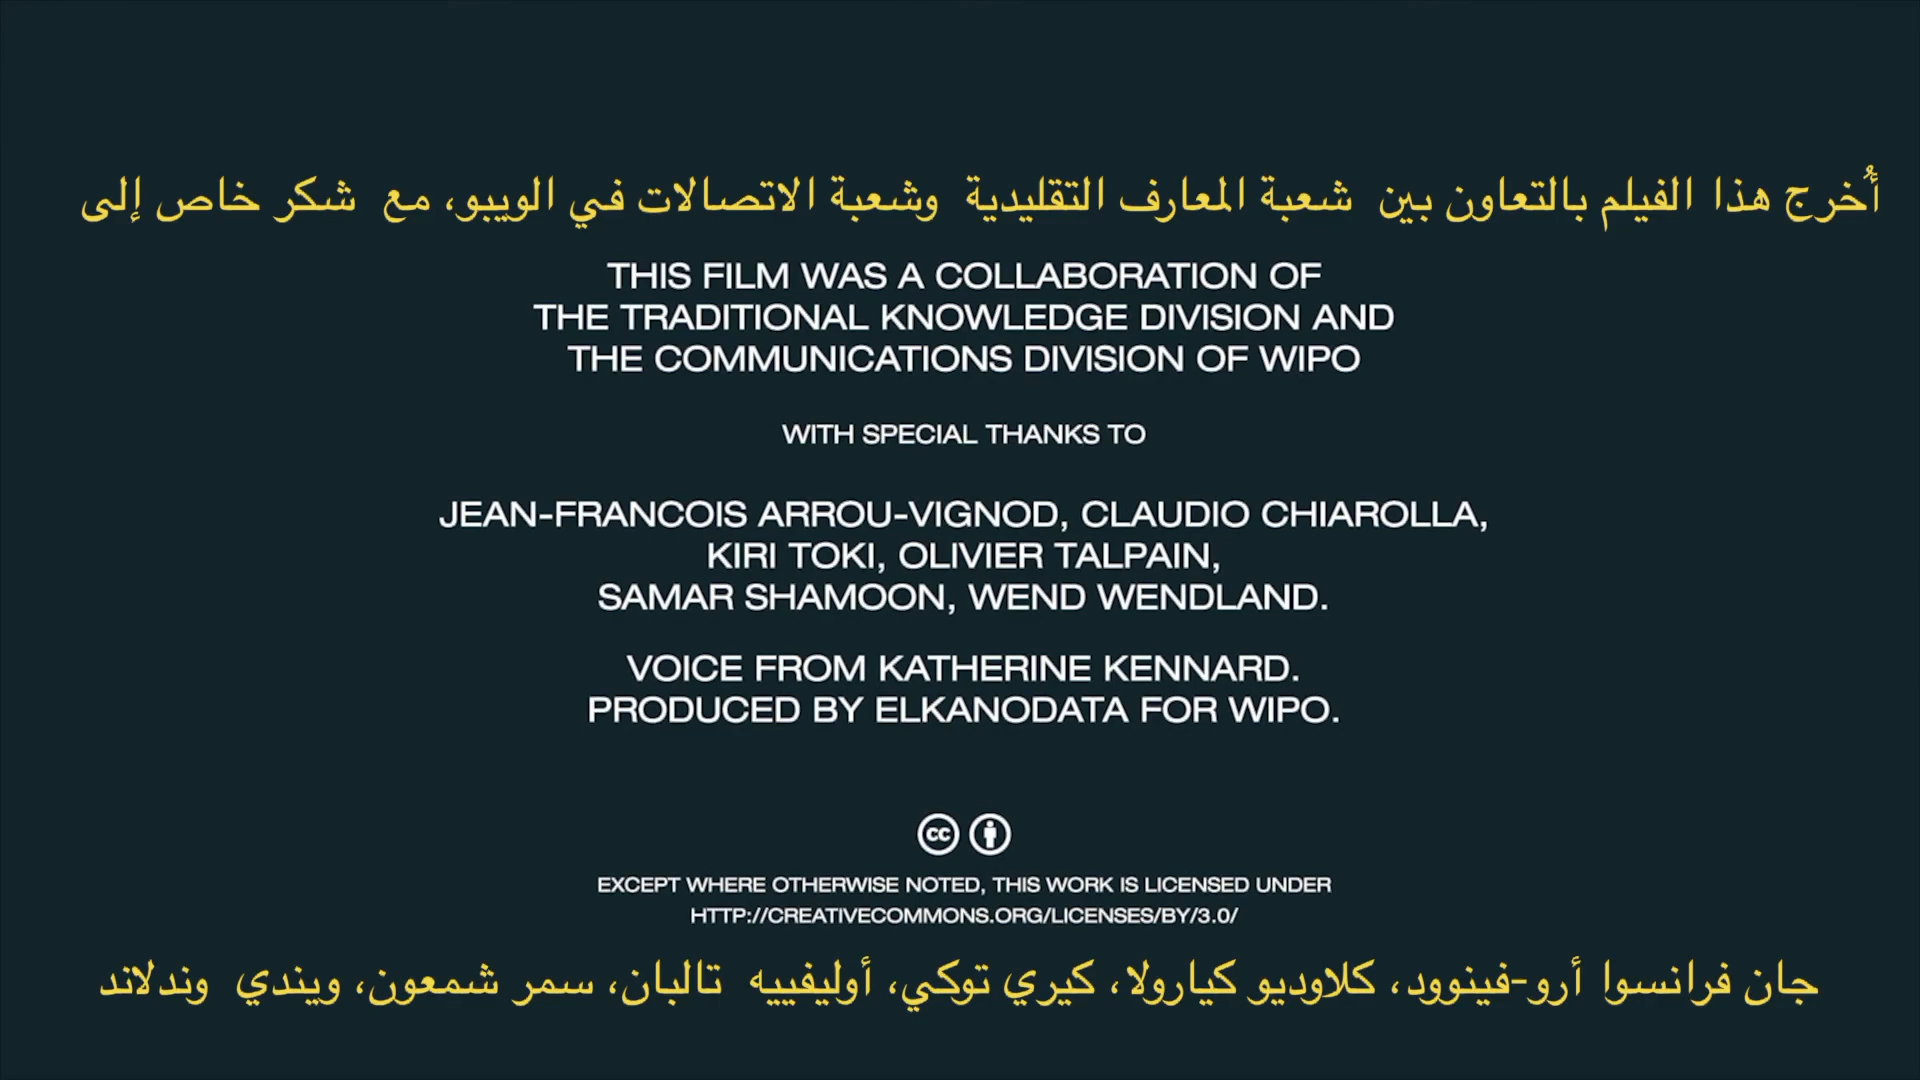 أُخرج هذا الفيلم بالتعاون بين شعبة المعارف التقليدية وشعبة الاتصالات في الويبو، مع شكر خاص إلى
THIS FILM WAS A COLLABORATION OF
THE TRADITIONAL KNOWLEDGE DIVISION AND
THE COMMUNICATIONS DIVISION OF WIPO
WITH SPECIAL THANKS TO
JEAN-FRANCOIS ARROU-VIGNOD, CLAUDIO CHIAROLLA,
KIRI TOKI, OLIVIER TALPAIN,
SAMAR SHAMOON, WEND WENDLAND.
VOICE FROM KATHERINE KENNARD.
PRODUCED BY ELKANODATA FOR WIPO.
cc
EXCEPT WHERE OTHERWISE NOTED, THIS WORK IS LICENSED UNDER
HTTP://CREATIVECOMMONS.ORG/LICENSES/BY/3.0/
جان فرانسوا أرو-فينوود، كلاوديو كيارولا، كيري توكي، أوليفييه تالبان، سمر شمعون، ويندي وندلاند